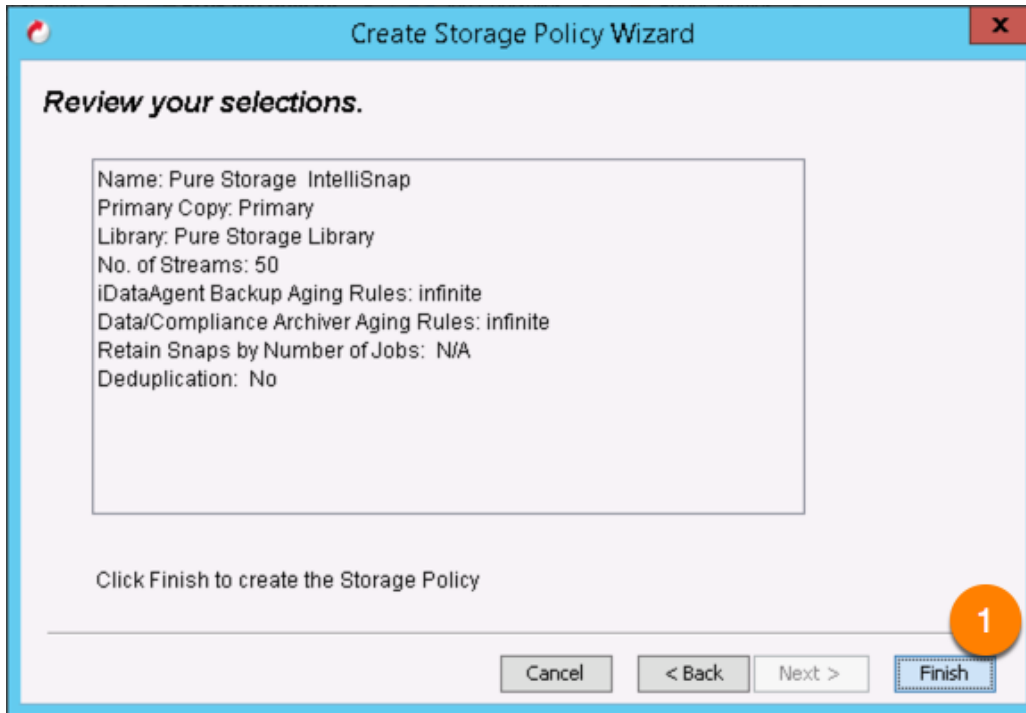 Create Storage Policy Wizard
x
Review your selections.
Name: Pure Storage  IntelliSnap
Primary Copy: Primary
Library: Pure Storage Library
No. of Streams: 50
iDataAgent Backup Aging Rules: infinite
Data/Compliance Archiver Aging Rules: infinite
Retain Snaps by Number of Jobs:  N/A
Deduplication:  No
Click Finish to create the Storage Policy
1
Cancel
< Back
Next >
Finish